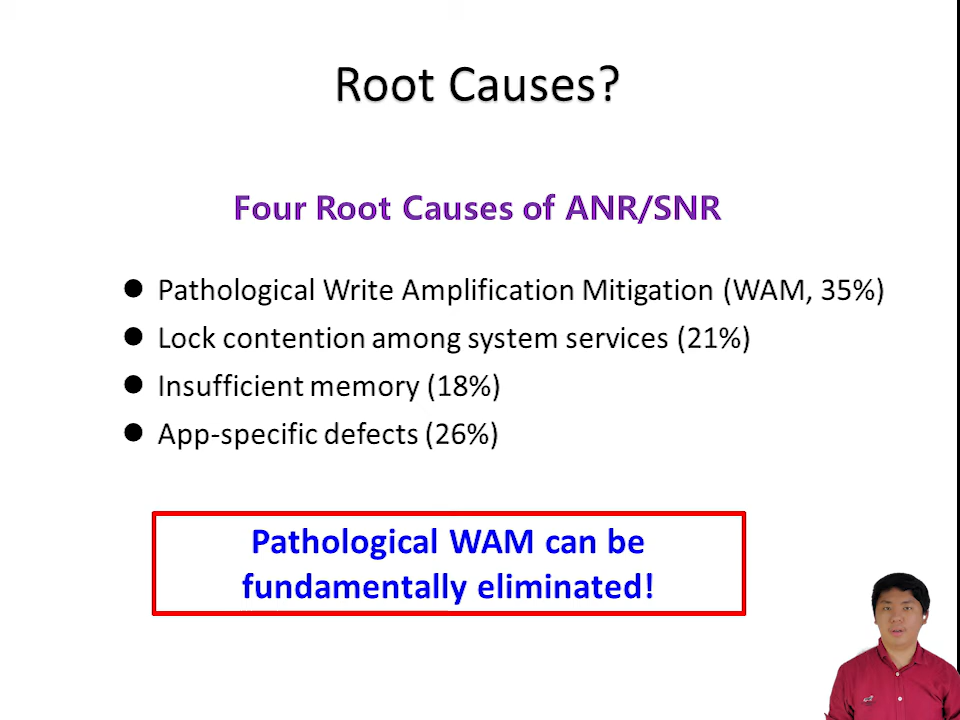 Root Causes?
Four Root Causes of ANR/SNR
● Pathological Write Amplification Mitigation (WAM, 35%)
● Lock contention among system services (21%)
● Insufficient memory (18%)
● App-specific defects (26%)
Pathological WAM can be
fundamentally eliminated!